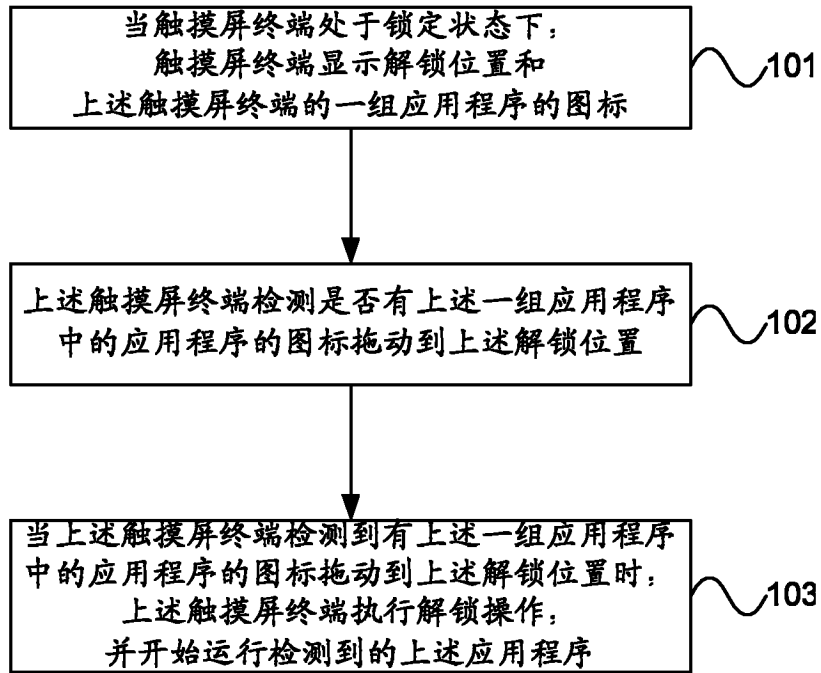 当触摸屏终端处于锁定状态下；
触摸屏终端显示解锁位置和
上述触摸屏终端的一组应用程序的图标
101
上述触摸屏终端检测是否有上述一组应用程序
中的应用程序的图标拖动到上述解锁位置
102
当上述触摸屏终端检测到有上述一组应用程序
中的应用程序的图标拖动到上述解锁位置时；
上述触摸屏终端执行解锁操作；
并开始运行检测到的上述应用程序
103